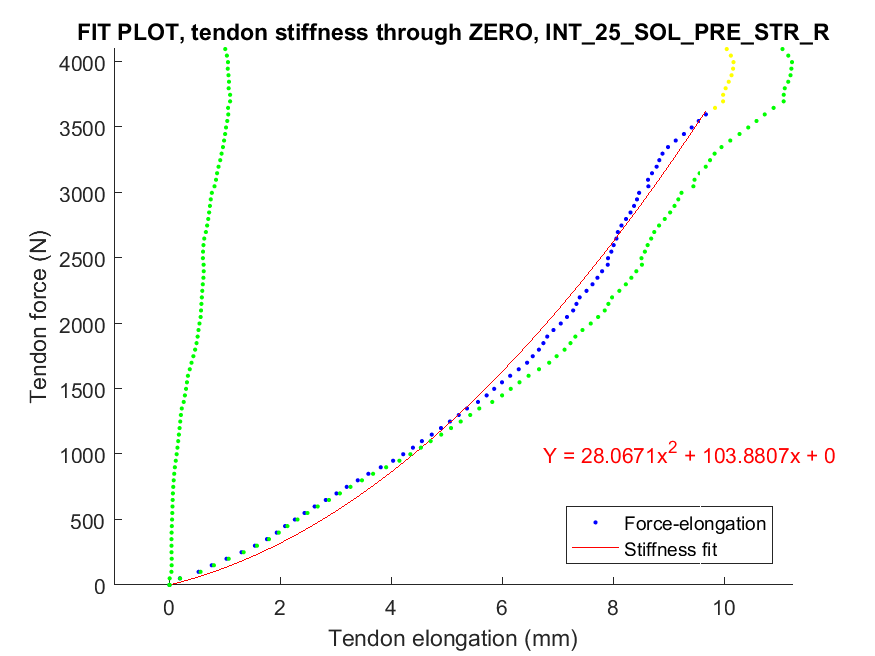 FIT PLOT, tendon stiffness through ZERO, INT_25_SOL_PRE_STR_R
4000
3500
3000
2500
2000
1500
1000
500
0
Tendon force (N)
Y = 28.0671x² + 103.8807x + 0
Force-elongation
Stiffness fit
0 2 4 6 8 10
Tendon elongation (mm)